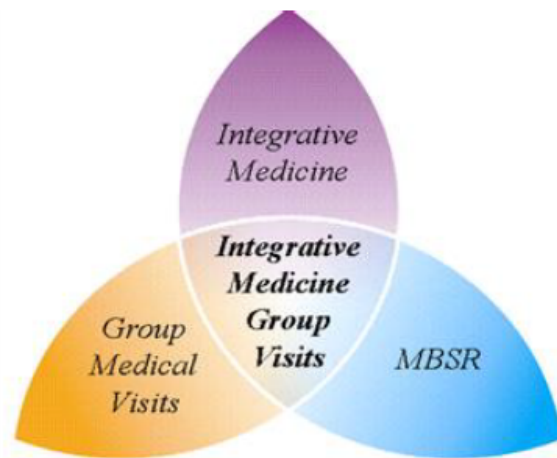 Integrative
Medicine
Integrative
Medicine
Group
Visits
Group
Medical
Visits
MBSR